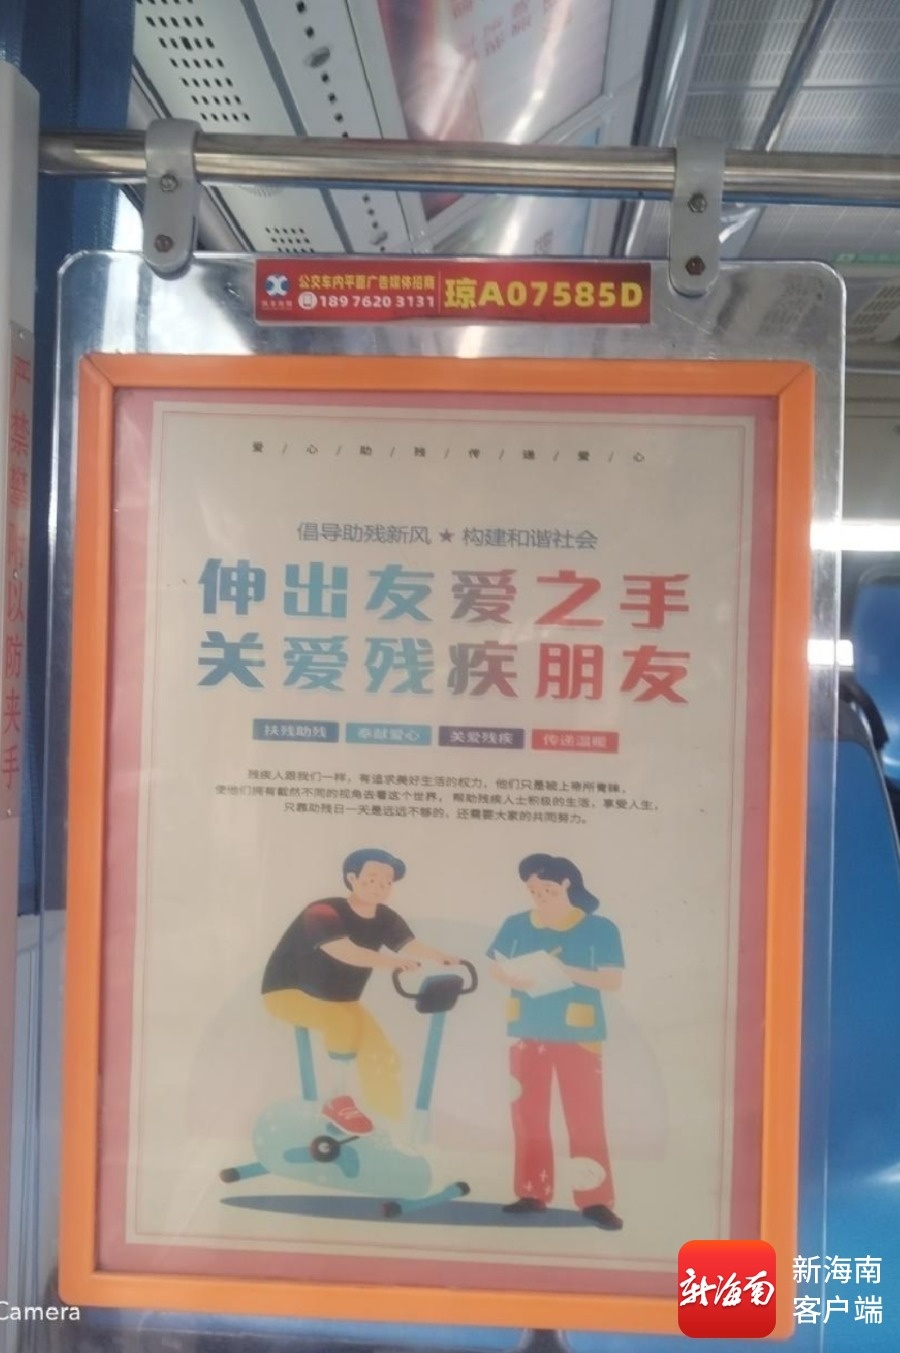 公交车内平面广告媒体招商
189 7620 3131
琼A07585D
严禁攀附以防夹手
爱/心/助/残/传/递/爱/心
倡导助残新风★构建和谐社会
伸出友爱之手
关爱残疾朋友
扶残助残 奉献爱心 关爱残疾 传递温暖
残疾人跟我们一样，有追求美好生活的权力，他们只是被上帝所青睐，
使他们拥有截然不同的视角去看这个世界，帮助残疾人士积极的生活，享受人生，
只靠助残日一天是远远不够的，还需要大家的共同努力。
新海南
新海南
客户端
Camera